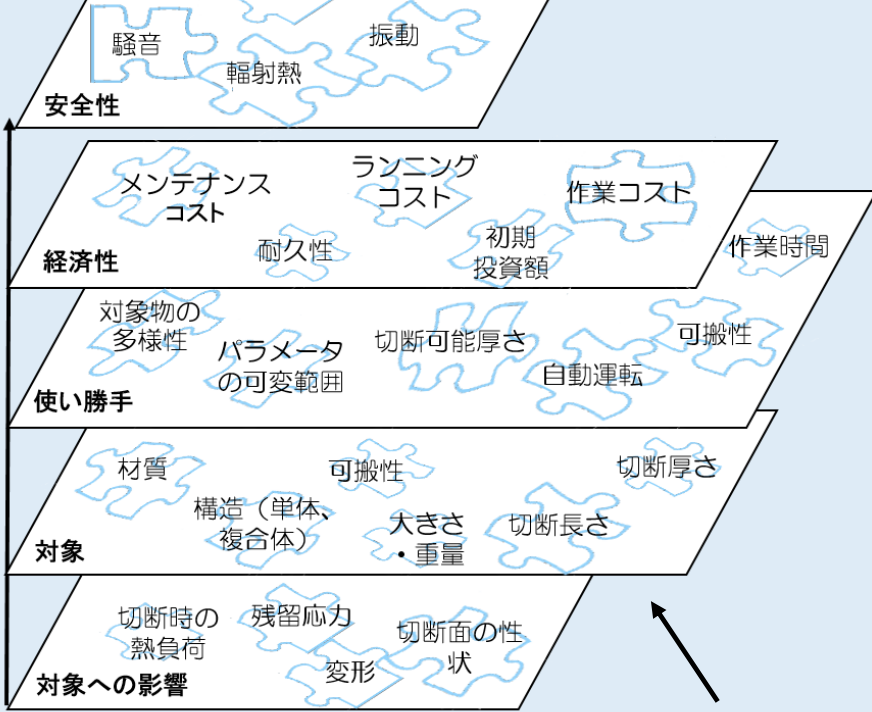 騒音
振動
輻射熱
安全性
メンテナンス
コスト
ランニング
コスト
作業コスト
耐久性
初期
投資額
経済性
作業時間
対象物の
多様性
パラメータ
の可変範囲
切断可能厚さ
自動運転
可搬性
使い勝手
材質
可搬性
切断厚さ
構造（単体、
複合体）
大きさ
・重量
切断長さ
対象
切断時の
熱負荷
残留応力
変形
切断面の性
状
対象への影響